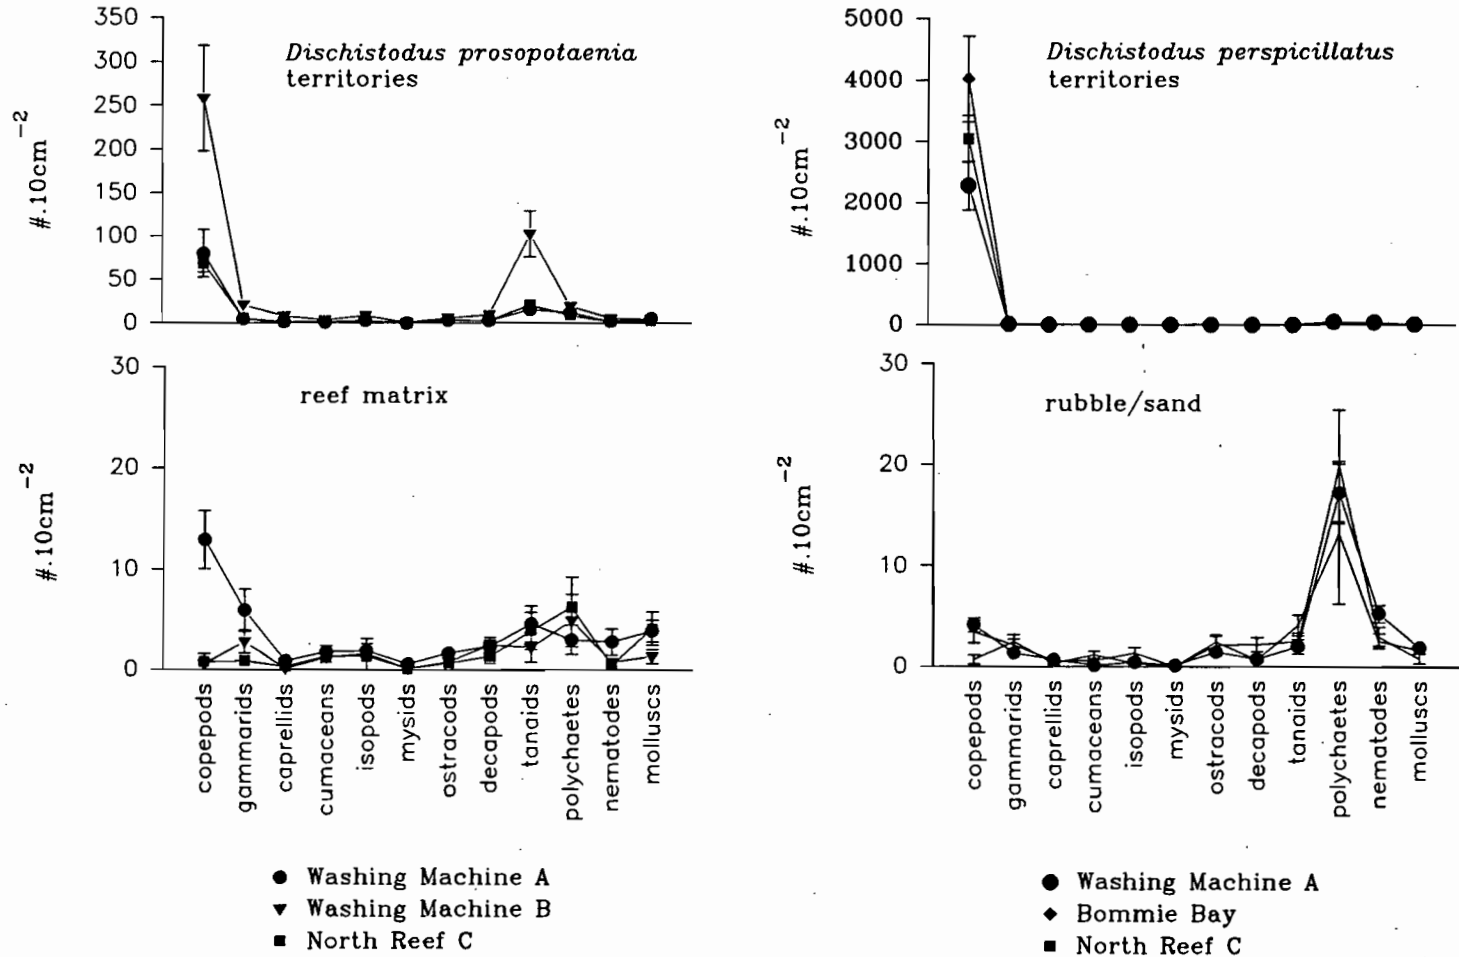 Dischistodus prosopotaenia
territories
#.10cm⁻²
350
300
250
200
150
100
50
0
Dischistodus perspicillatus
territories
#.10cm⁻²
5000
4000
3000
2000
1000
0
reef matrix
#.10cm⁻²
30
20
10
0
copepods
gammarids
caprellids
cumaceans
isopods
mysids
ostracods
decapods
tanaids
polychaetes
nematodes
molluscs
rubble/sand
#.10cm⁻²
30
20
10
0
copepods
gammarids
caprellids
cumaceans
isopods
mysids
ostracods
decapods
tanaids
polychaetes
nematodes
molluscs
Washing Machine A
Washing Machine B
North Reef C
Washing Machine A
Bommie Bay
North Reef C